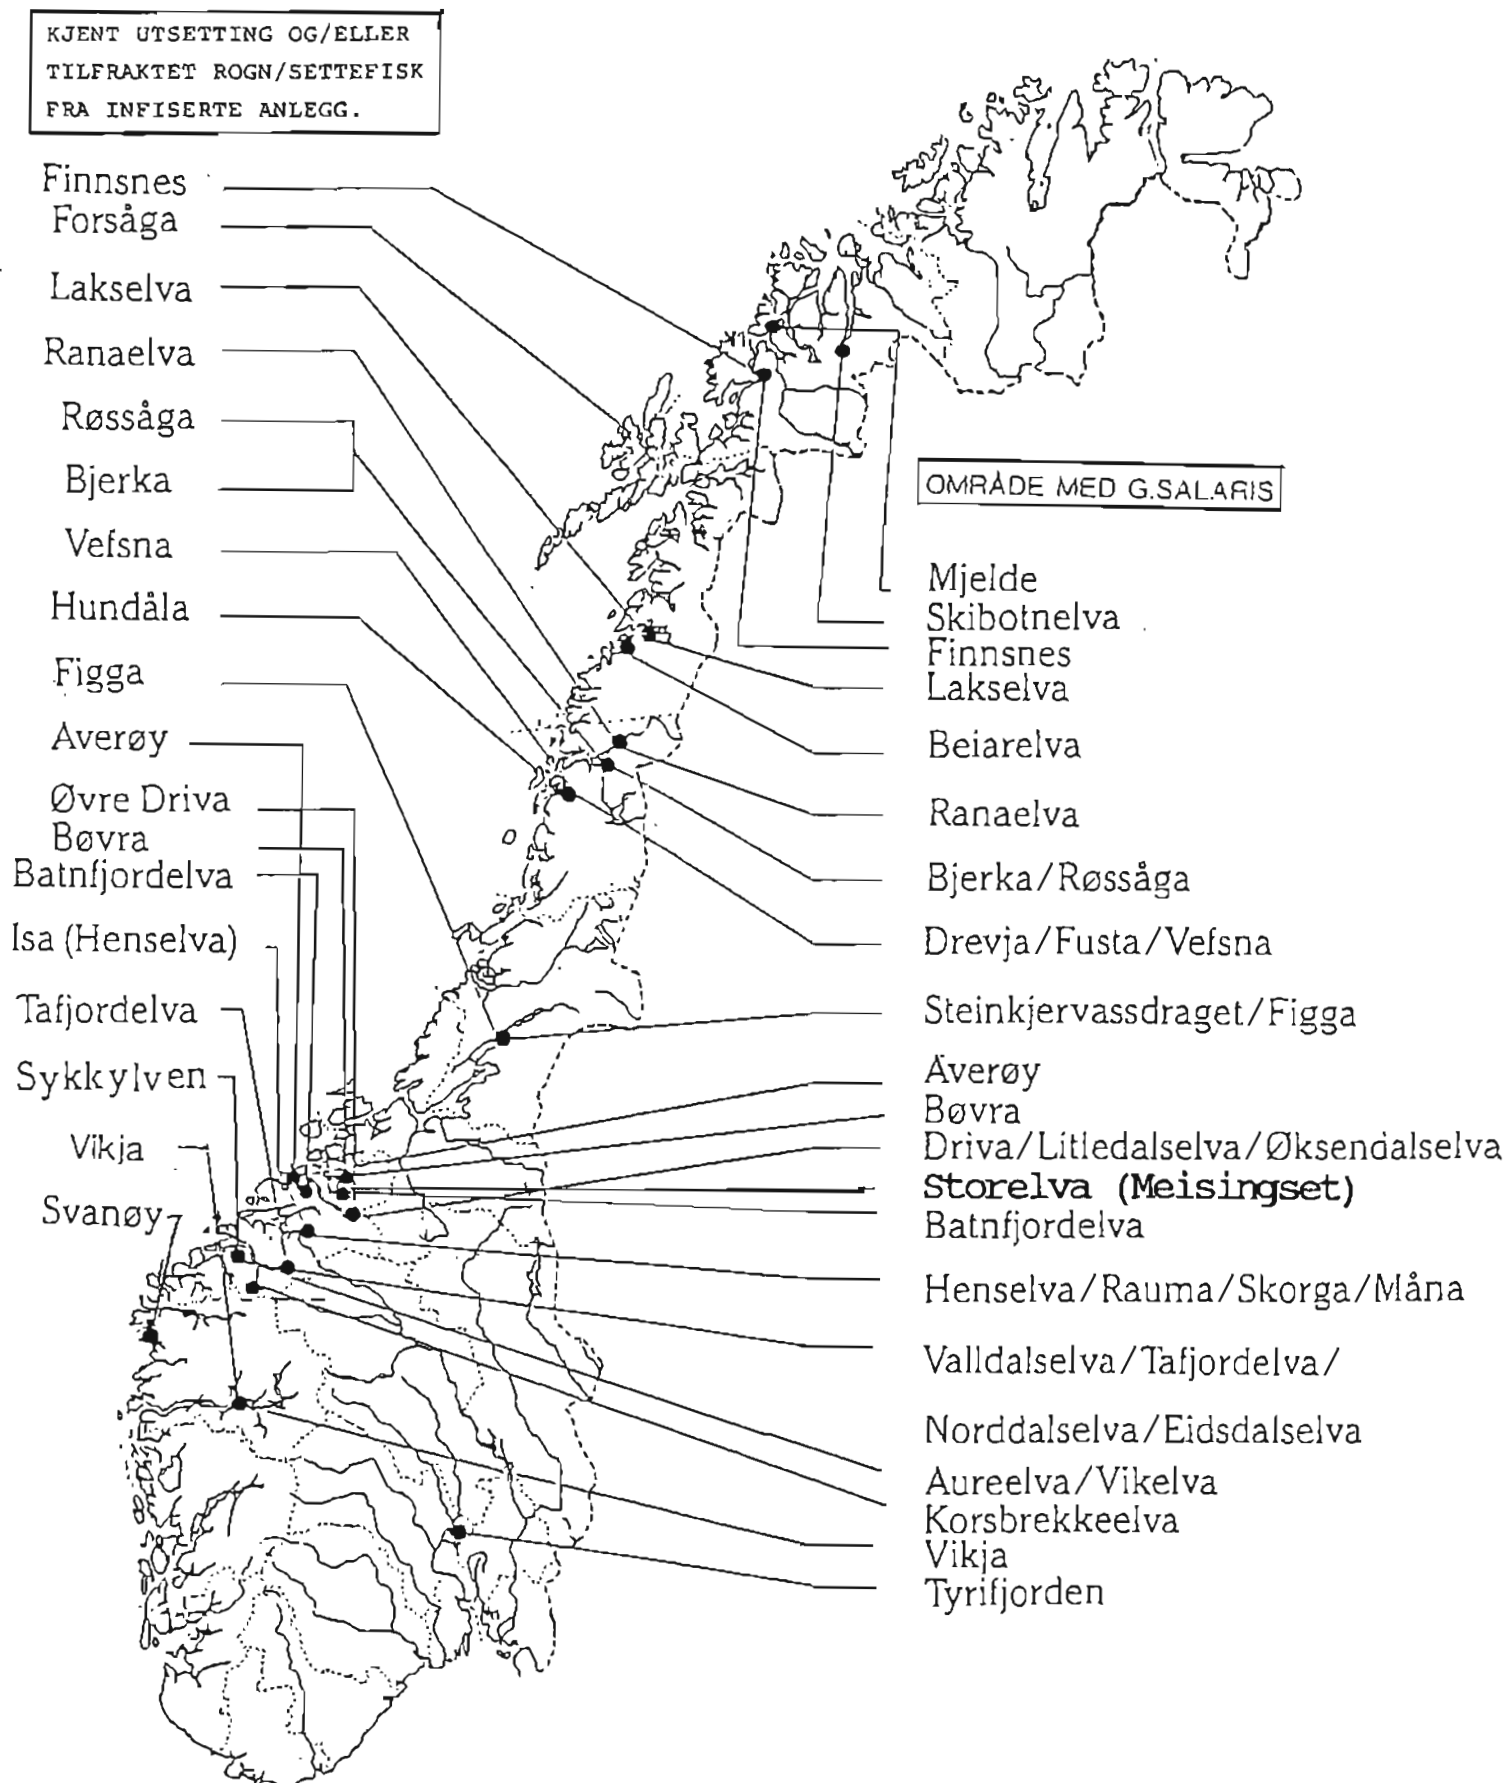 KJENT UTSETTING OG/ELLER
TILFRAKTET ROGN/SETTEFISK
FRA INFISERTE ANLEGG.
Finnsnes
Forsåga
Lakselva
Ranaelva
Røssåga
Bjerka
Vefsna
Hundåla
Figga
Averøy
Øvre Driva
Bøvra
Batnfjordelva
Isa (Henselva)
Tafjordelva
Sykkylven
Vikja
Svanøy
OMRÅDE MED G.SALARIS
Mjelde
Skibotnelva
Finnsnes
Lakselva
Beiarelva
Ranaelva
Bjerka/Røssåga
Drevja/Fusta/Vefsna
Steinkjervassdraget/Figga
Averøy
Bøvra
Driva/Litledalselva/Øksendalselva
Storelva (Meisingset)
Batnfjordelva
Henselva/Rauma/Skorga/Måna
Valldalselva/Tafjordelva/
Norddalselva/Eidsdalselva
Aureelva/Vikelva
Korsbrekkeelva
Vikja
Tyrifjorden